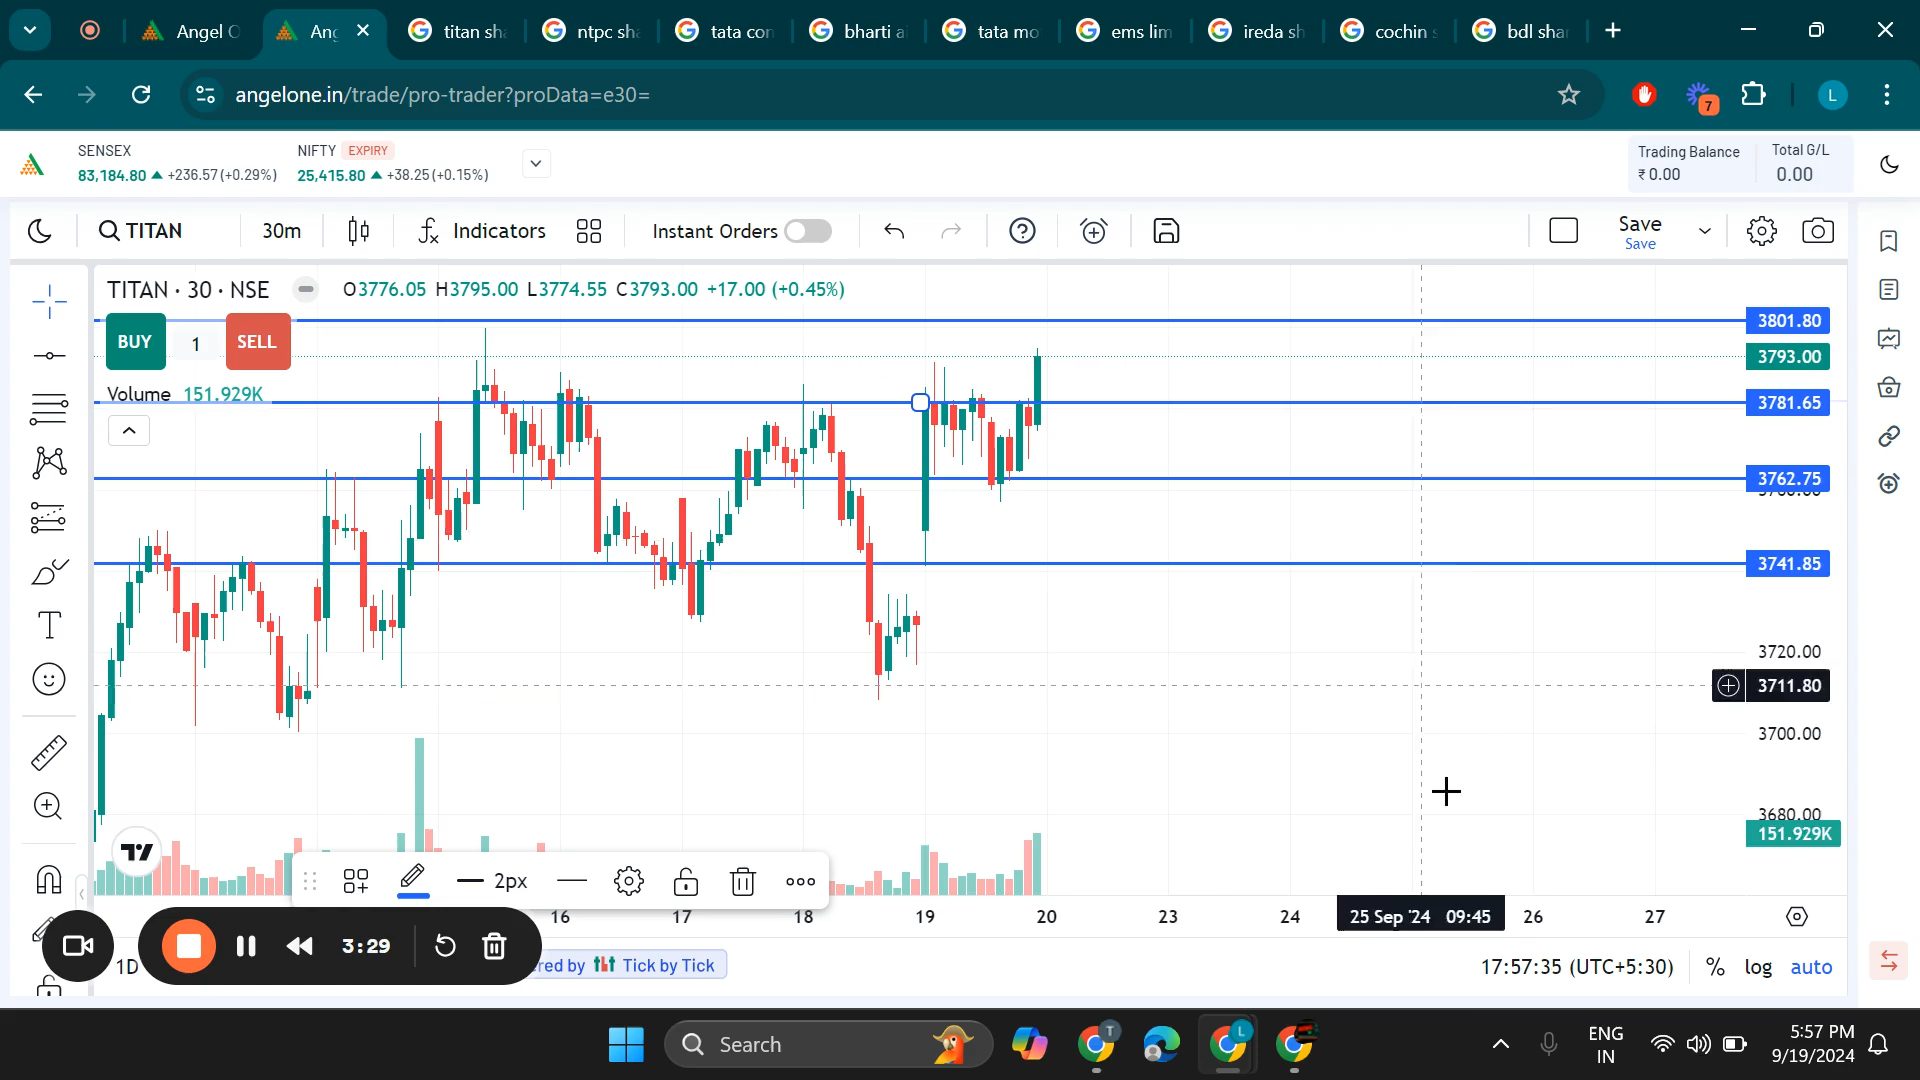 Angel O
Ang
titan sha
ntpc sha
tata con
bharti ai
tata mo
ems lim
ireda sh
cochin s
bdl shar
angelone.in/trade/pro-trader?proData=e30=
7
L
SENSEX
83,184.80 +236.57(+0.29%)
NIFTY EXPIRY
25,415.80 +38.25(+0.15%)
Trading Balance
₹ 0.00
Total G/L
0.00
TITAN
30m
Indicators
Instant Orders
Save
Save
TITAN · 30 · NSE
O3776.05 H3795.00 L3774.55 C3793.00 +17.00 (+0.45%)
BUY
1
SELL
Volume 151.929K
3801.80
3793.00
3781.65
3762.75
3741.85
3720.00
3711.80
3700.00
3680.00
151.929K
2px
16
17
18
19
20
23
24
25 Sep '24 09:45
26
27
3:29
1D
red by Tick by Tick
17:57:35 (UTC+5:30)
%
log
auto
Search
T
L
ENG
IN
5:57 PM
9/19/2024